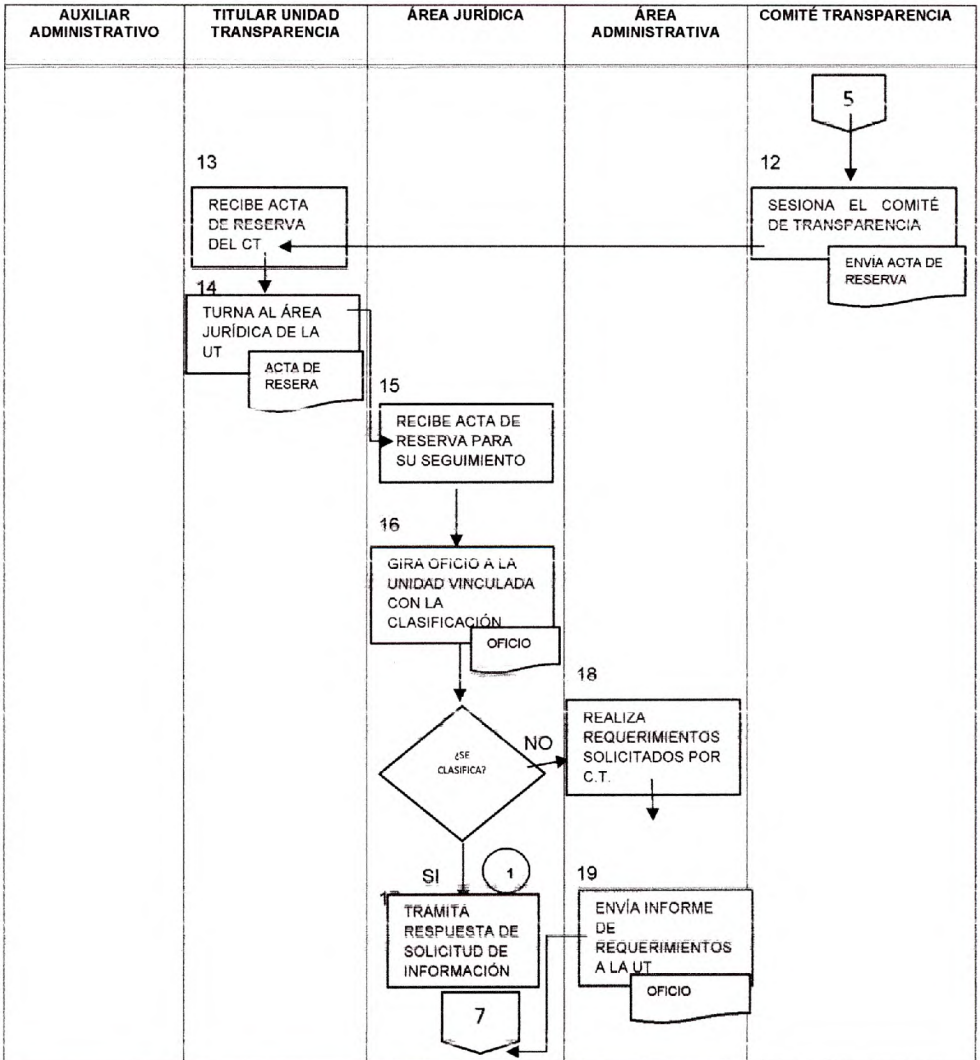 AUXILIAR
ADMINISTRATIVO
TITULAR UNIDAD
TRANSPARENCIA
ÁREA JURÍDICA
ÁREA
ADMINISTRATIVA
COMITÉ TRANSPARENCIA
5
12
SESIONA EL COMITÉ
DE TRANSPARENCIA
ENVÍA ACTA DE
RESERVA
13
RECIBE ACTA
DE RESERVA
DEL CT
14
TURNA AL ÁREA
JURÍDICA DE LA
UT
ACTA DE
RESERA
15
RECIBE ACTA DE
RESERVA PARA
SU SEGUIMIENTO
16
GIRA OFICIO A LA
UNIDAD VINCULADA
CON LA
CLASIFICACIÓN
OFICIO
¿SE
CLASIFICA?
NO
18
REALIZA
REQUERIMIENTOS
SOLICITADOS POR
C.T.
SI
1
TRAMITA
RESPUESTA DE
SOLICITUD DE
INFORMACIÓN
19
ENVÍA INFORME
DE
REQUERIMIENTOS
A LA UT
OFICIO
7